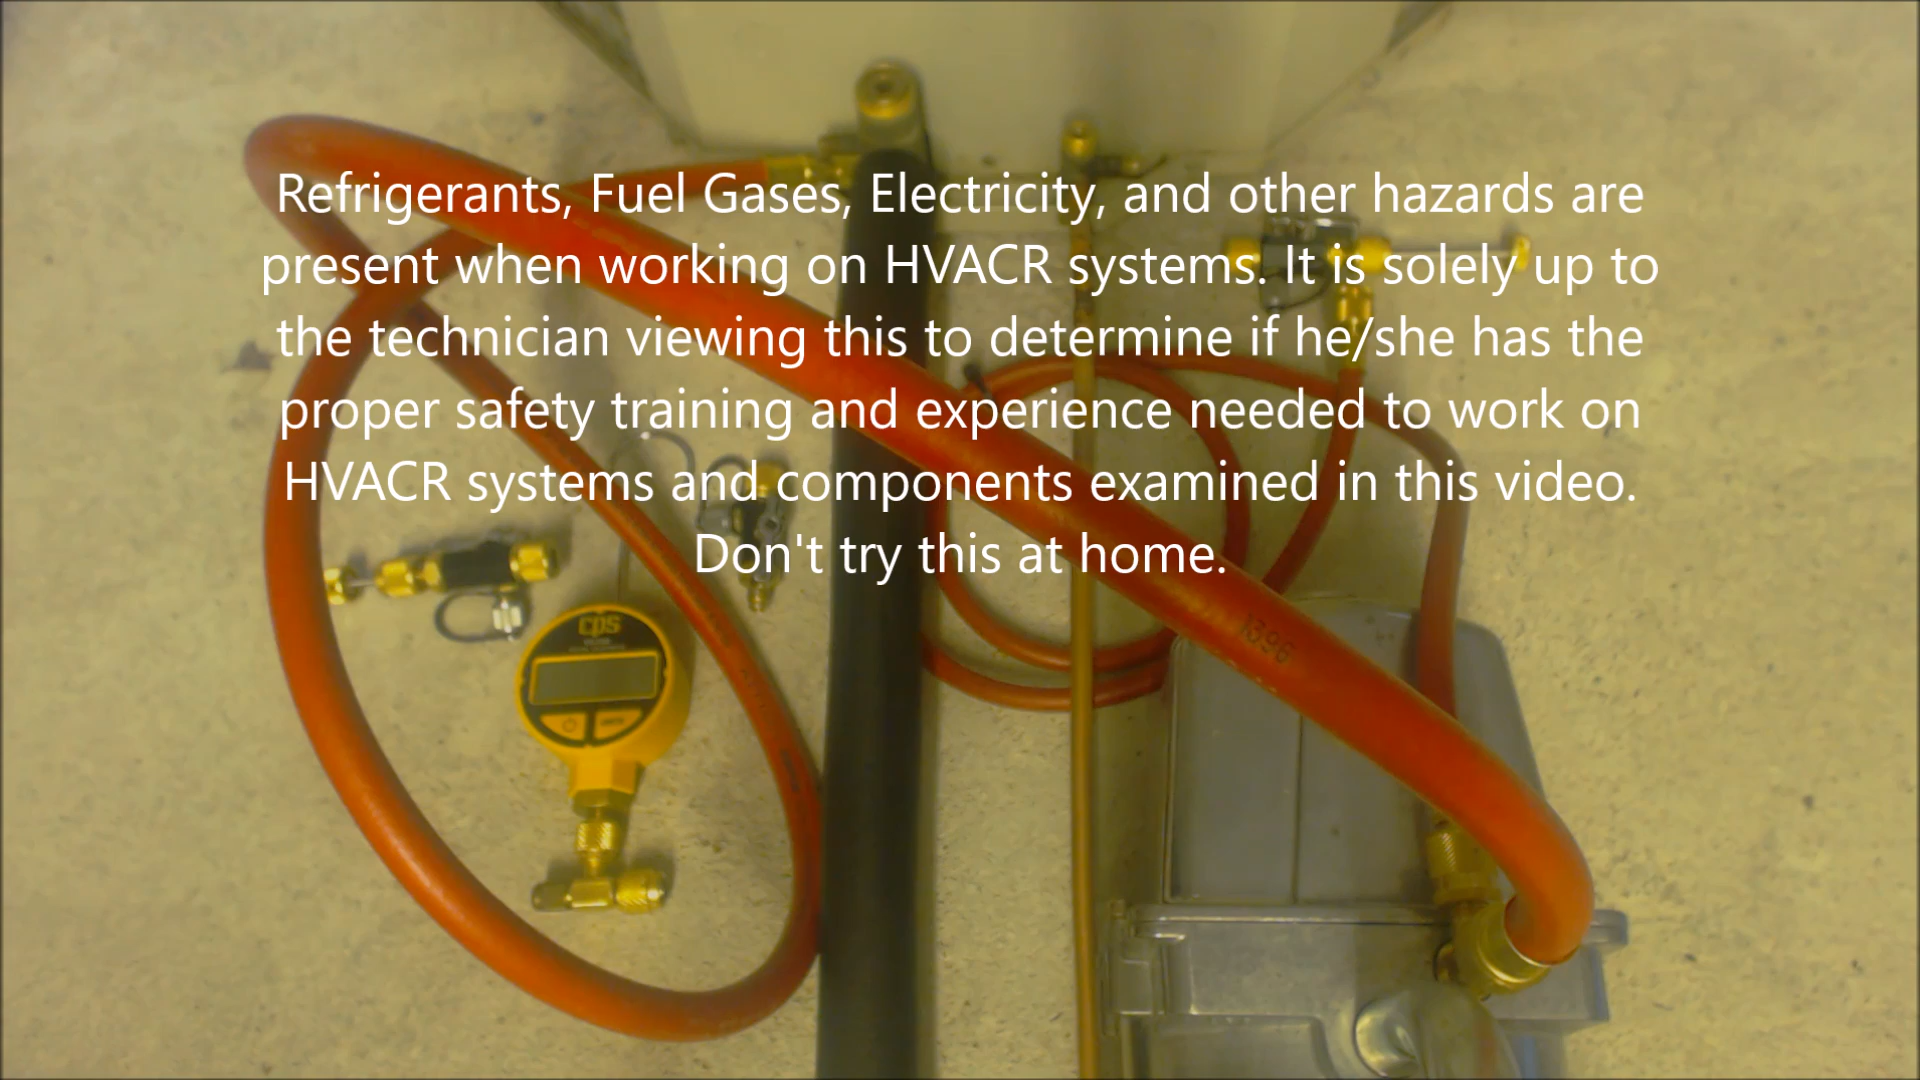 Refrigerants, Fuel Gases, Electricity, and other hazards are
present when working on HVACR systems. It is solely up to
the technician viewing this to determine if he/she has the
proper safety training and experience needed to work on
HVACR systems and components examined in this video.
Don't try this at home.
1396
cps